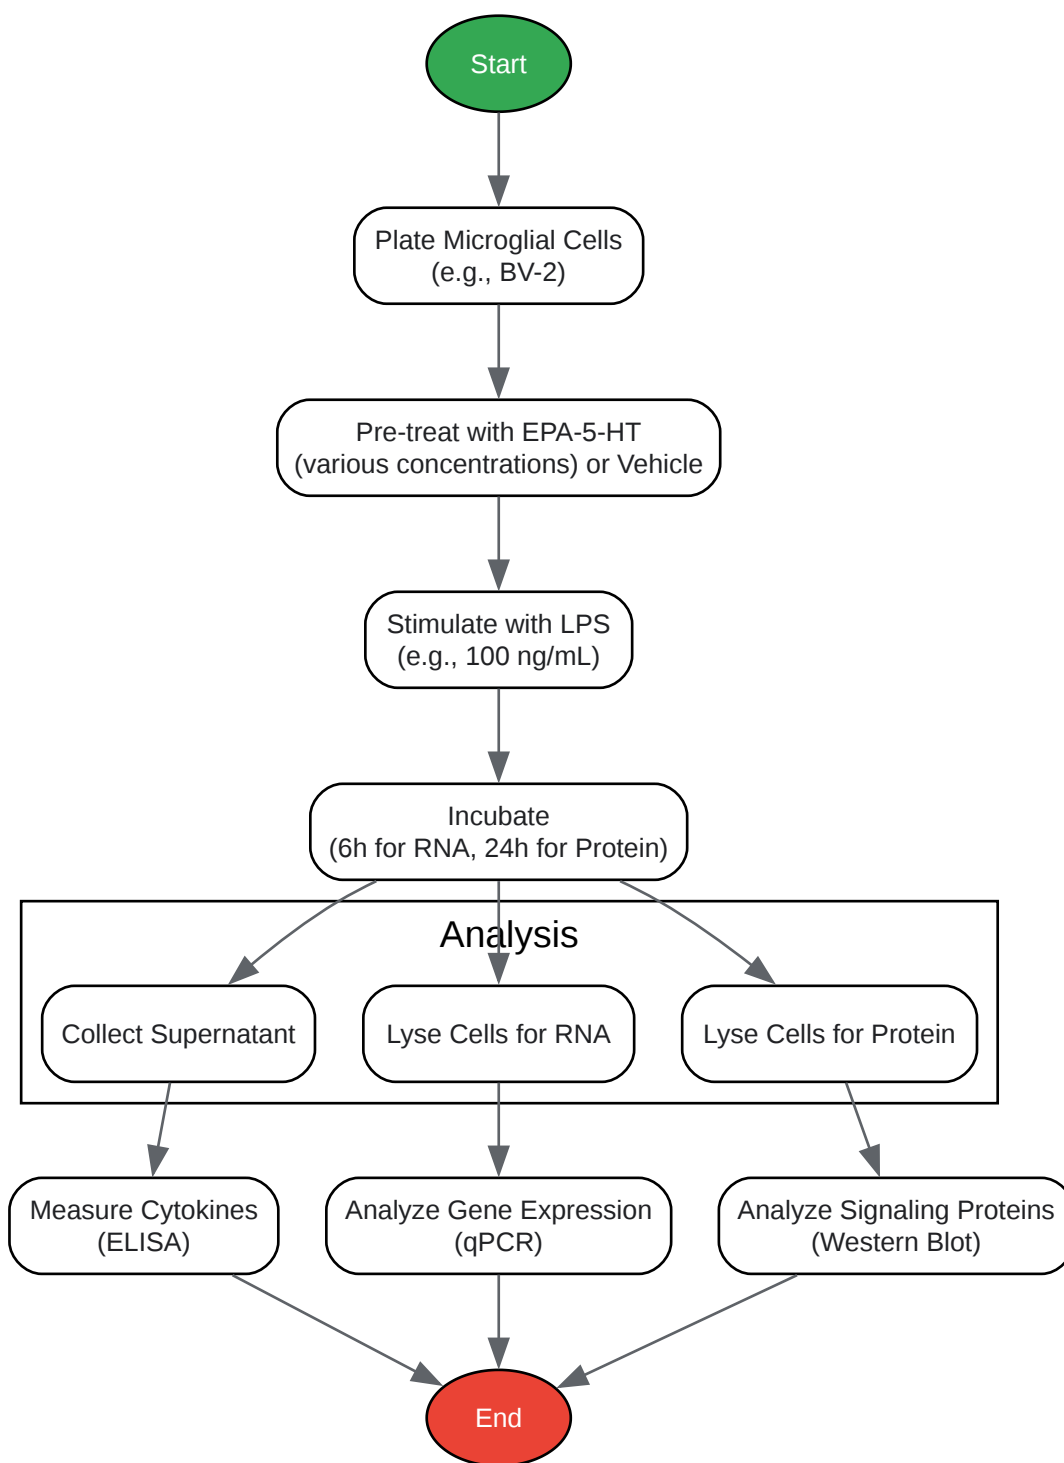 Start
Plate Microglial Cells
(e.g., BV-2)
Pre-treat with EPA-5-HT
(various concentrations) or Vehicle
Stimulate with LPS
(e.g., 100 ng/mL)
Incubate
(6h for RNA, 24h for Protein)
Analysis
Collect Supernatant
Lyse Cells for RNA
Lyse Cells for Protein
Measure Cytokines
(ELISA)
Analyze Gene Expression
(qPCR)
Analyze Signaling Proteins
(Western Blot)
End